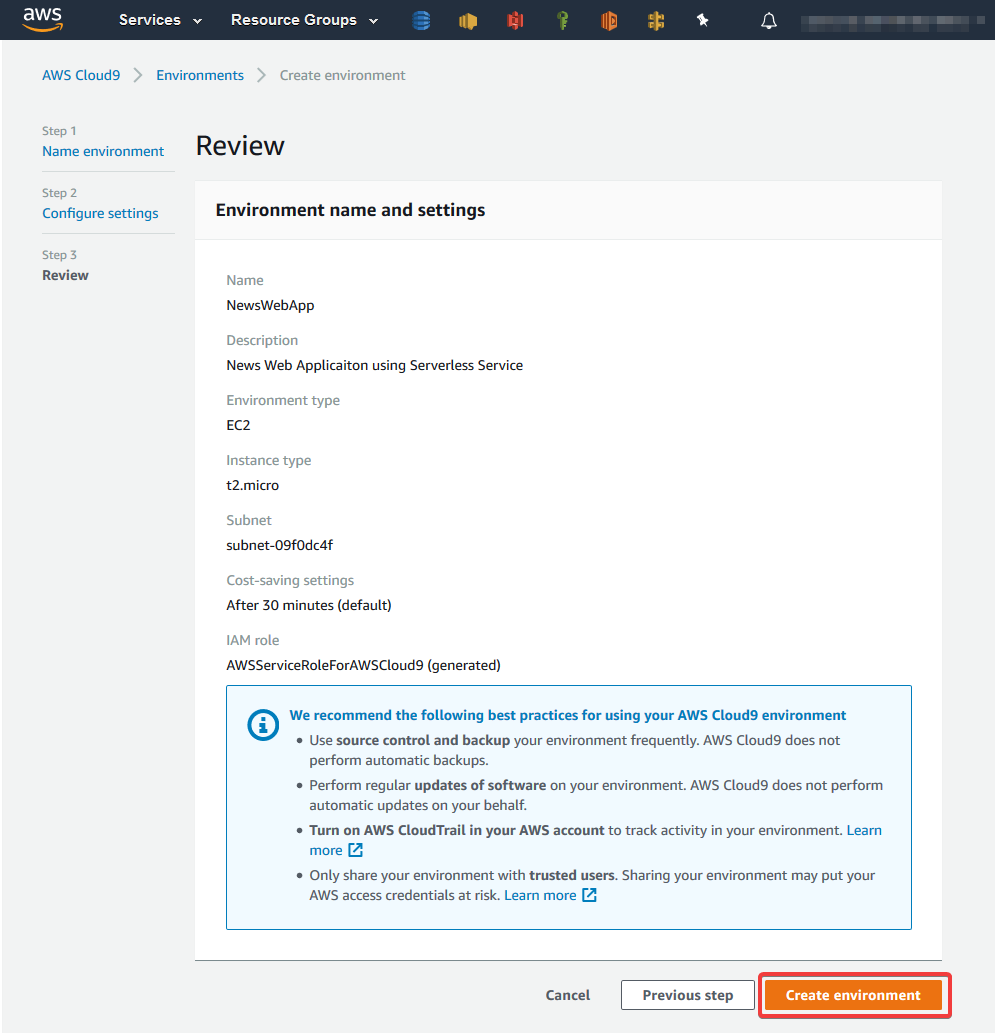 aws Services Resource Groups
AWS Cloud9 Environments Create environment
Step 1
Name environment
Step 2
Configure settings
Step 3
Review
Review
Environment name and settings
Name
NewsWebApp
Description
News Web Applicaiton using Serverless Service
Environment type
EC2
Instance type
t2.micro
Subnet
subnet-09f0dc4f
Cost-saving settings
After 30 minutes (default)
IAM role
AWSServiceRoleForAWSCloud9 (generated)
We recommend the following best practices for using your AWS Cloud9 environment
• Use source control and backup your environment frequently. AWS Cloud9 does not
perform automatic backups.
• Perform regular updates of software on your environment. AWS Cloud9 does not perform
automatic updates on your behalf.
• Turn on AWS CloudTrail in your AWS account to track activity in your environment. Learn
more
• Only share your environment with trusted users. Sharing your environment may put your
AWS access credentials at risk. Learn more
Cancel Previous step Create environment